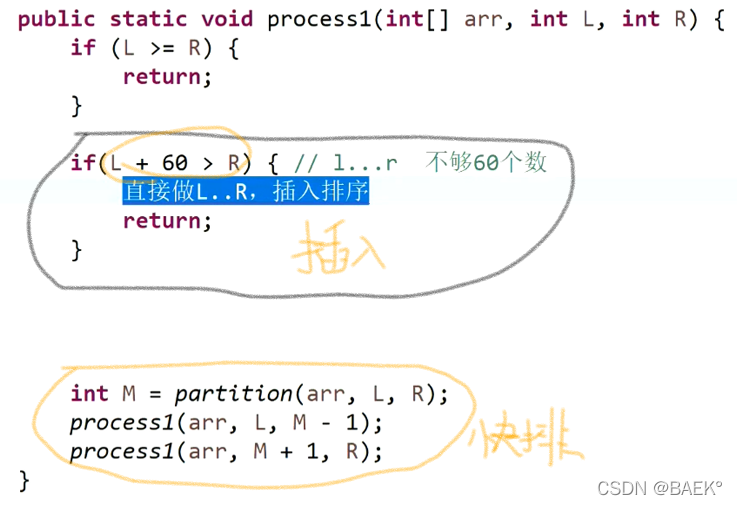 public static void process1(int[] arr, int L, int R) {
if (L >= R) {
return;
}
if(L + 60 > R) { // l...r 不够60个数
直接做L..R，插入排序
return;
}
插入
int M = partition(arr, L, R);
process1(arr, L, M - 1);
process1(arr, M + 1, R);
快排
}
CSDN @BAEK°